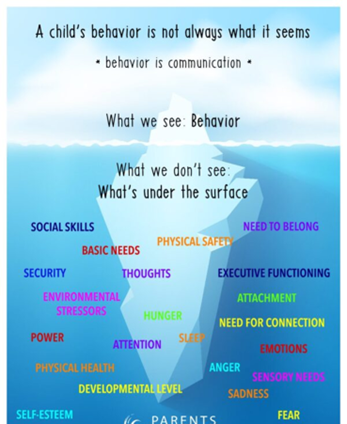 A child's behavior is not always what it seems
* behavior is communication *
What we see: Behavior
What we don't see:
What's under the surface
SOCIAL SKILLS
NEED TO BELONG
BASIC NEEDS
PHYSICAL SAFETY
SECURITY
THOUGHTS
EXECUTIVE FUNCTIONING
ENVIRONMENTAL
STRESSORS
ATTACHMENT
HUNGER
NEED FOR CONNECTION
POWER
ATTENTION
SLEEP
EMOTIONS
PHYSICAL HEALTH
ANGER
SENSORY NEEDS
DEVELOPMENTAL LEVEL
SADNESS
SELF-ESTEEM
PARENTS
FEAR